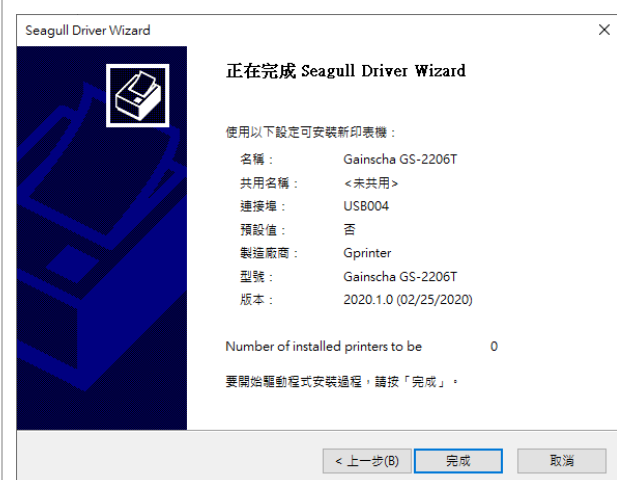 Seagull Driver Wizard
正在完成 Seagull Driver Wizard
使用以下設定可安裝新印表機：
名稱： Gainscha GS-2206T
共用名稱： <未共用>
連接埠： USB004
預設值： 否
製造廠商： Gprinter
型號： Gainscha GS-2206T
版本： 2020.1.0 (02/25/2020)
Number of installed printers to be 0
要開始驅動程式安裝過程，請按「完成」。
< 上一步(B) 完成 取消